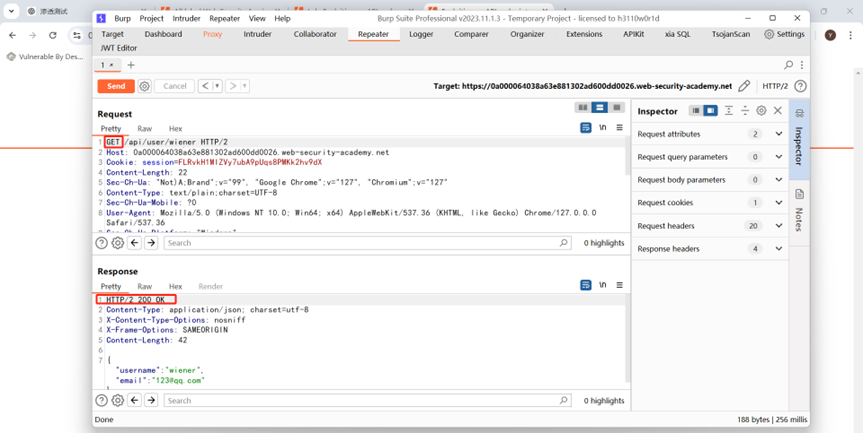 渗透测试
Vulnerable By Des...
Burp Project Intruder Repeater View Help
Burp Suite Professional v2023.11.1.3 - Temporary Project - licensed to h3110w0r1d
Target Dashboard Proxy Intruder Collaborator Repeater Logger Comparer Organizer Extensions APIKit xia SQL TsojanScan Settings
JWT Editor
1 × +
Send Cancel < >
Target: https://0a000064038a63e881302ad600dd0026.web-security-academy.net HTTP/2
Request
Pretty Raw Hex
\n
1 GET /api/user/wiener HTTP/2
2 Host: 0a000064038a63e881302ad600dd0026.web-security-academy.net
3 Cookie: session=FLRvkH1MlZVy7ubA9pUqs8PMKk2hv9dX
4 Content-Length: 22
5 Sec-Ch-Ua: "Not)A;Brand";v="99", "Google Chrome";v="127", "Chromium";v="127"
6 Content-Type: text/plain;charset=UTF-8
7 Sec-Ch-Ua-Mobile: ?0
8 User-Agent: Mozilla/5.0 (Windows NT 10.0; Win64; x64) AppleWebKit/537.36 (KHTML, like Gecko) Chrome/127.0.0.0
Safari/537.36
Search 0 highlights
Response
Pretty Raw Hex Render
\n
1 HTTP/2 200 OK
2 Content-Type: application/json; charset=utf-8
3 X-Content-Type-Options: nosniff
4 X-Frame-Options: SAMEORIGIN
5 Content-Length: 42
6
7 {
"username":"wiener",
"email":"123@qq.com"
Search 0 highlights
Done
188 bytes | 256 millis
Inspector
Request attributes 2
Request query parameters 0
Request body parameters 0
Request cookies 1
Request headers 20
Response headers 4
Inspector
Notes
Y